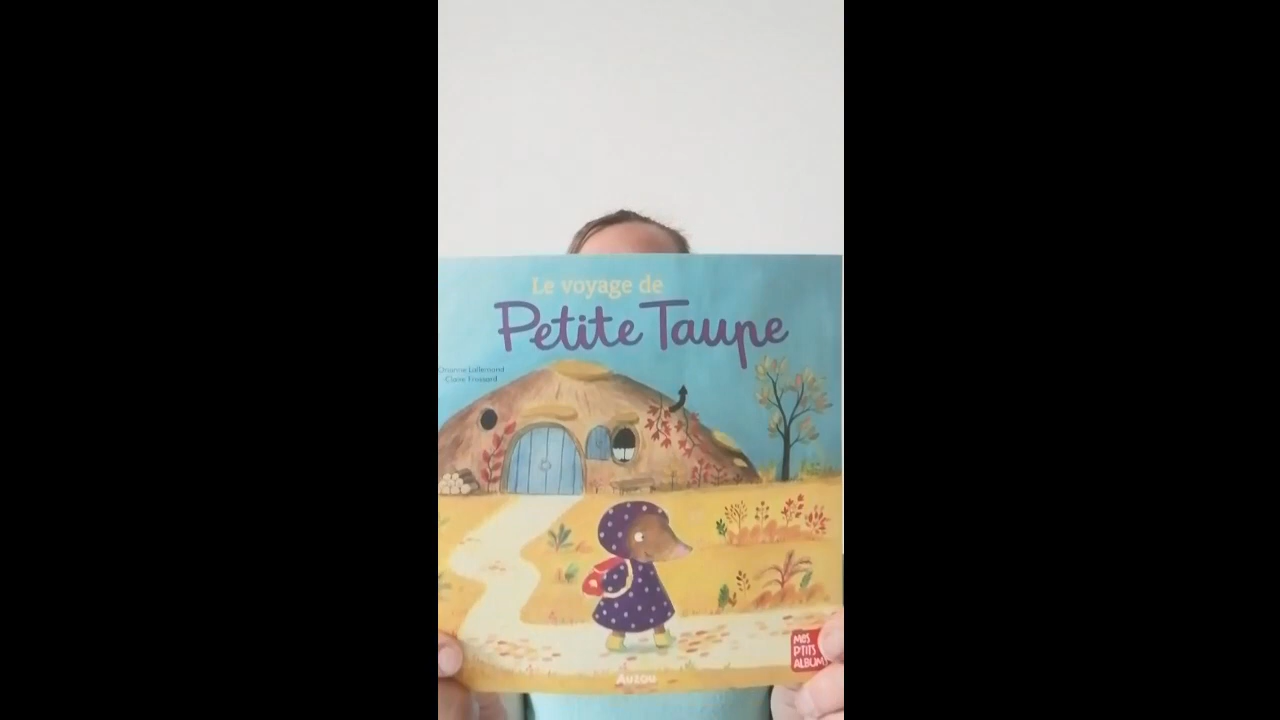 Le voyage de
Petite Taupe
Orianne Lallemand
Claire Frossard
MES
P'TITS
ALBUMS
AUZOU